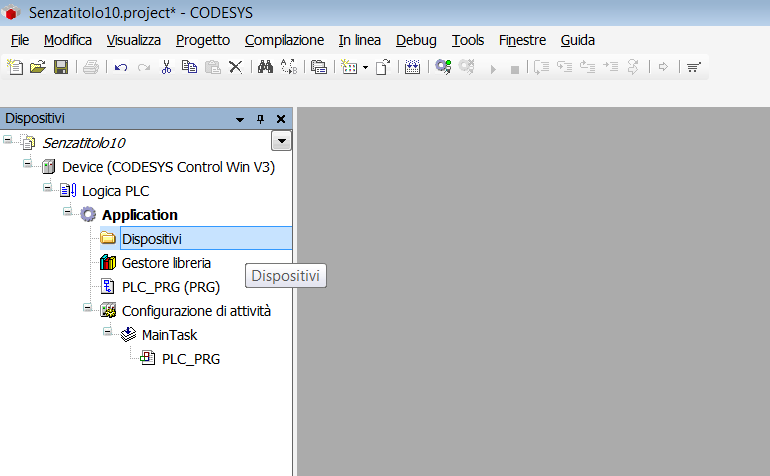 Senzatitolo10.project* - CODESYS
File Modifica Visualizza Progetto Compilazione In linea Debug Tools Finestre Guida
Dispositivi
Senzatitolo10
Device (CODESYS Control Win V3)
Logica PLC
Application
Dispositivi
Gestore libreria
Dispositivi
PLC_PRG (PRG)
Configurazione di attività
MainTask
PLC_PRG